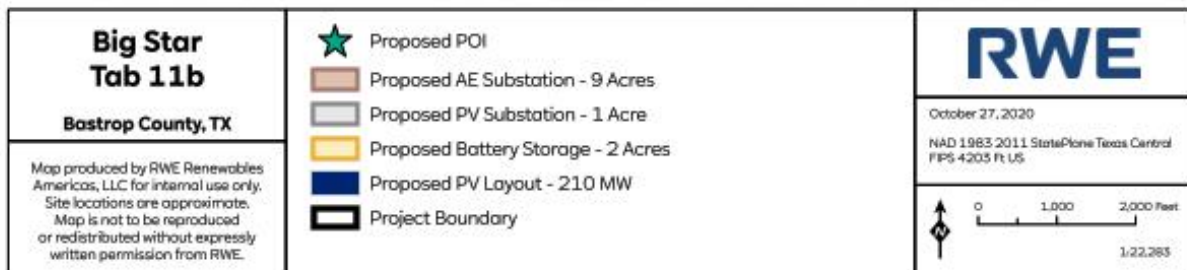 Big Star
Tab 11b
Bastrop County, TX
Map produced by RWE Renewables
Americas, LLC for internal use only.
Site locations are approximate.
Map is not to be reproduced
or redistributed without expressly
written permission from RWE.
Proposed POI
Proposed AE Substation - 9 Acres
Proposed PV Substation - 1 Acre
Proposed Battery Storage - 2 Acres
Proposed PV Layout - 210 MW
Project Boundary
RWE
October 27, 2020
NAD 1983 2011 StatePlane Texas Central
FIPS 4203 Ft US
N
0 1,000 2,000 Feet
1:22,283